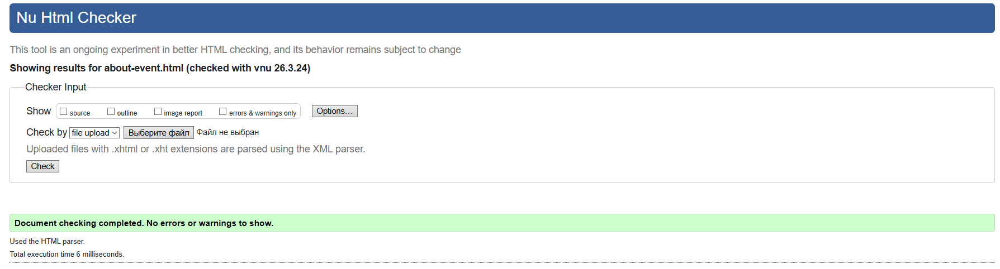 Nu Html Checker
This tool is an ongoing experiment in better HTML checking, and its behavior remains subject to change
Showing results for about-event.html (checked with vnu 26.3.24)
Checker Input
Show source outline image report errors & warnings only Options...
Check by file upload Выберите файл Файл не выбран
Uploaded files with .xhtml or .xht extensions are parsed using the XML parser.
Check
Document checking completed. No errors or warnings to show.
Used the HTML parser.
Total execution time 6 milliseconds.